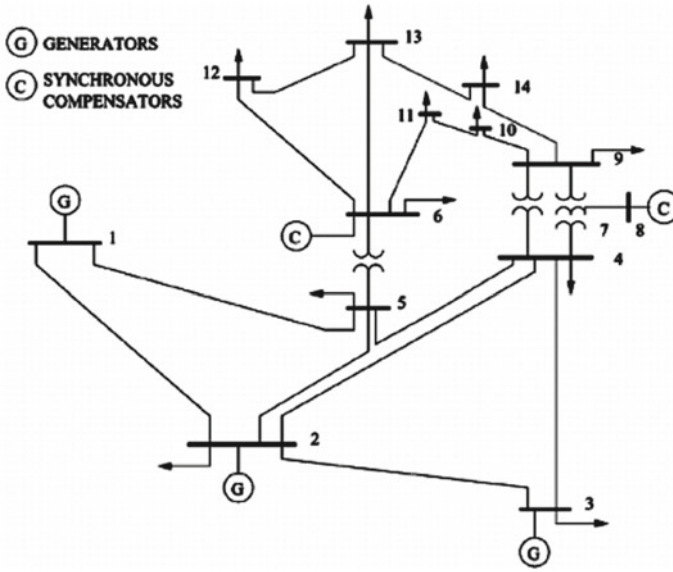 G GENERATORS
C SYNCHRONOUS
COMPENSATORS
13
12
14
11
10
9
G
C
6
7
8
C
1
4
5
2
G
3
G